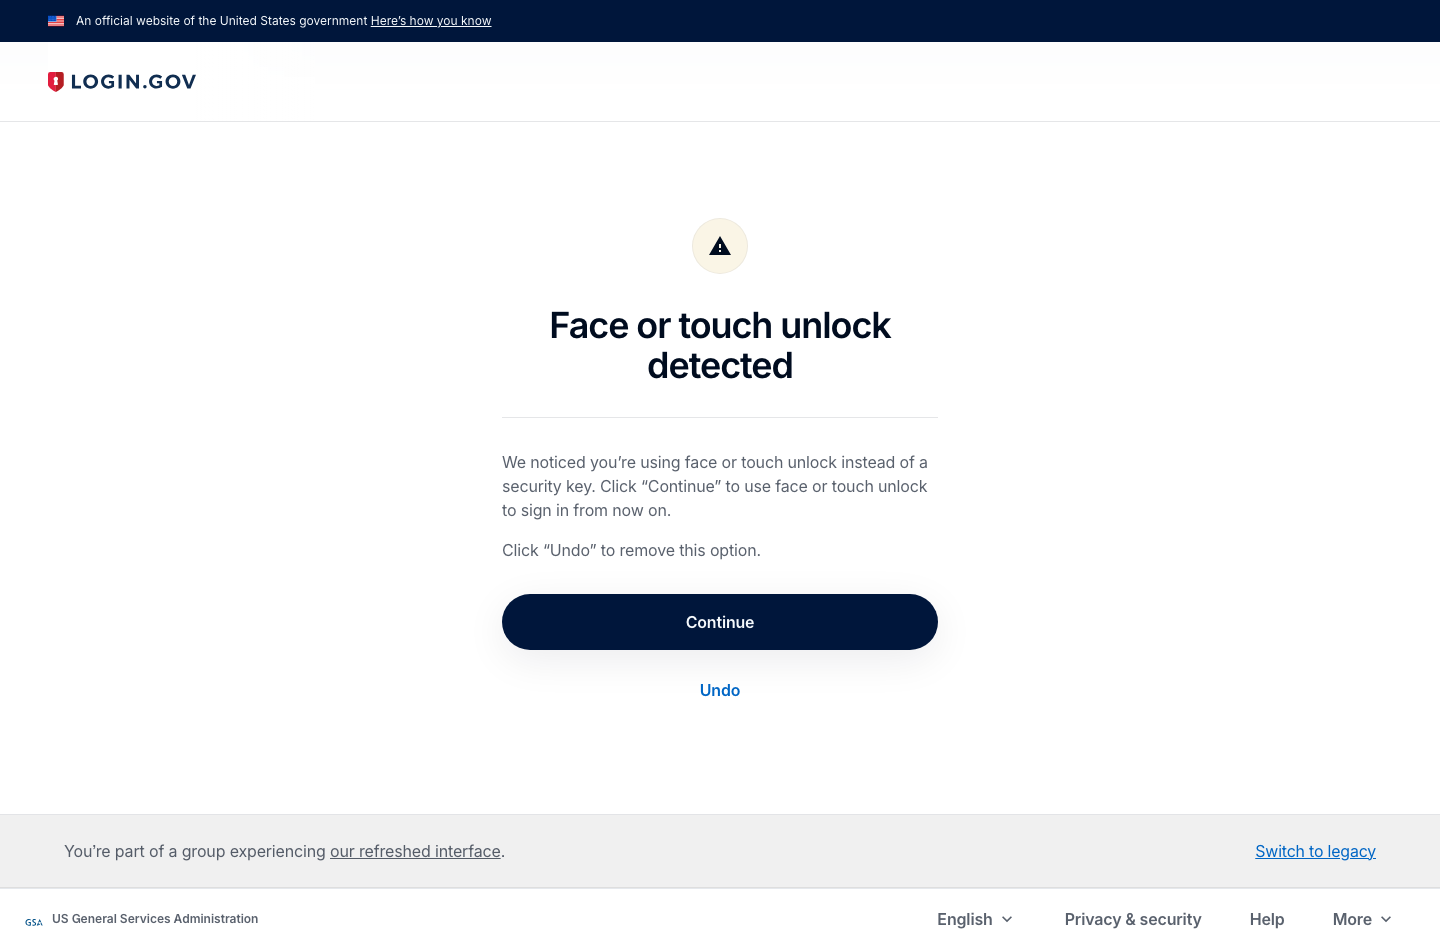 An official website of the United States government Here’s how you know
LOGIN.GOV
Face or touch unlock
detected
We noticed you’re using face or touch unlock instead of a
security key. Click “Continue” to use face or touch unlock
to sign in from now on.
Click “Undo” to remove this option.
Continue
Undo
You’re part of a group experiencing our refreshed interface.
Switch to legacy
GSA US General Services Administration
English
Privacy & security
Help
More